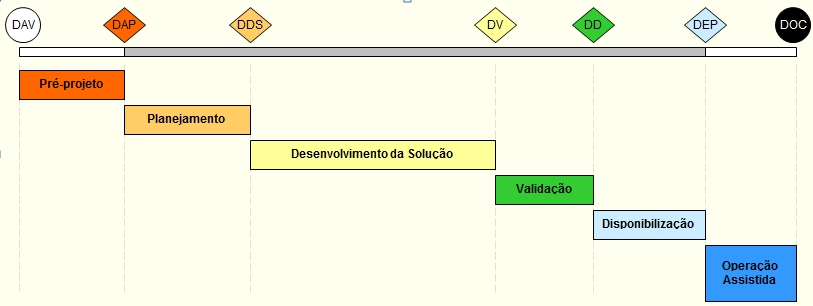 DAV
DAP
DDS
DV
DD
DEP
DOC
Pré-projeto
Planejamento
Desenvolvimento da Solução
Validação
Disponibilização
Operação
Assistida